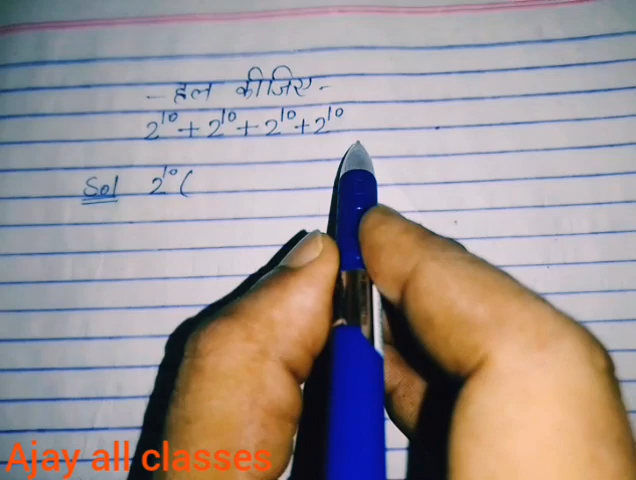 - हल कीजिए -
2¹⁰ + 2¹⁰ + 2¹⁰ + 2¹⁰
Sol 2¹⁰ (
Ajay all classes